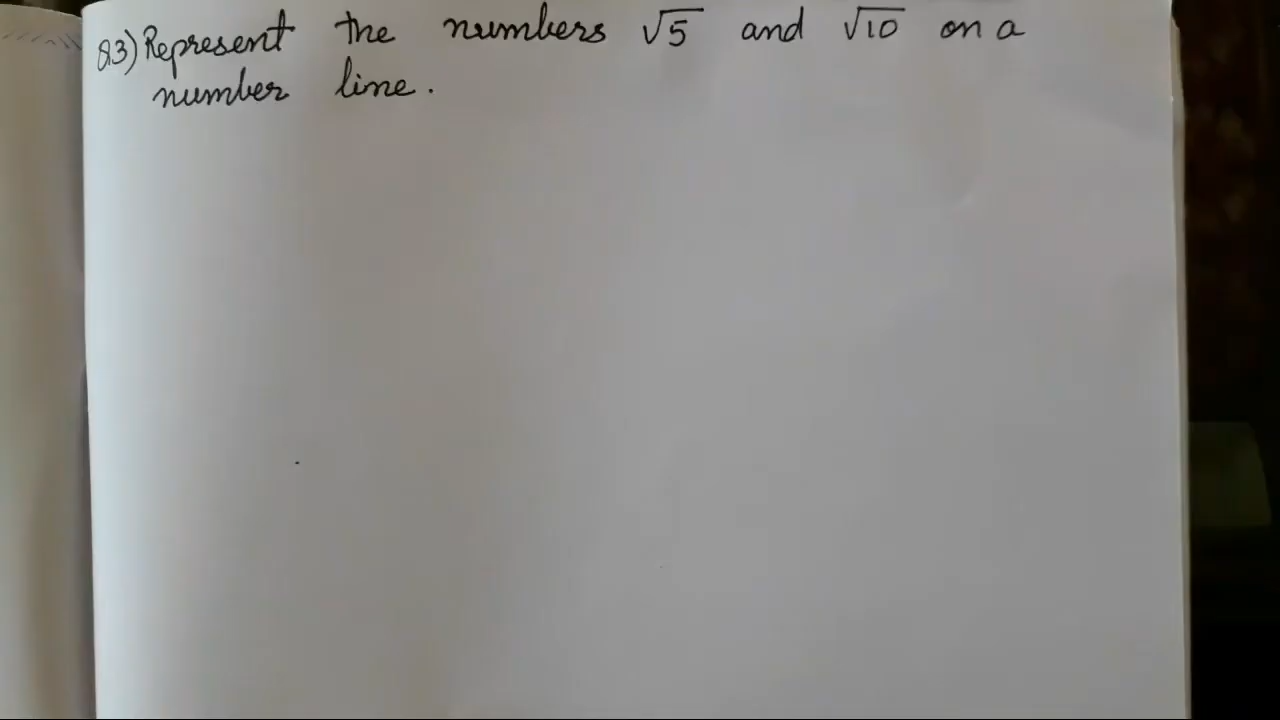 Q3) Represent the numbers √5 and √10 on a
number line.